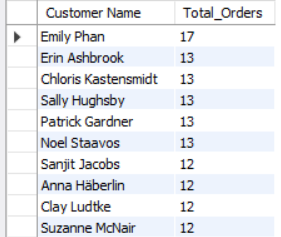 Customer Name Total_Orders
Emily Phan 17
Erin Ashbrook 13
Chloris Kastensmidt 13
Sally Hughsby 13
Patrick Gardner 13
Noel Staavos 13
Sanjit Jacobs 12
Anna Häberlin 12
Clay Ludtke 12
Suzanne McNair 12